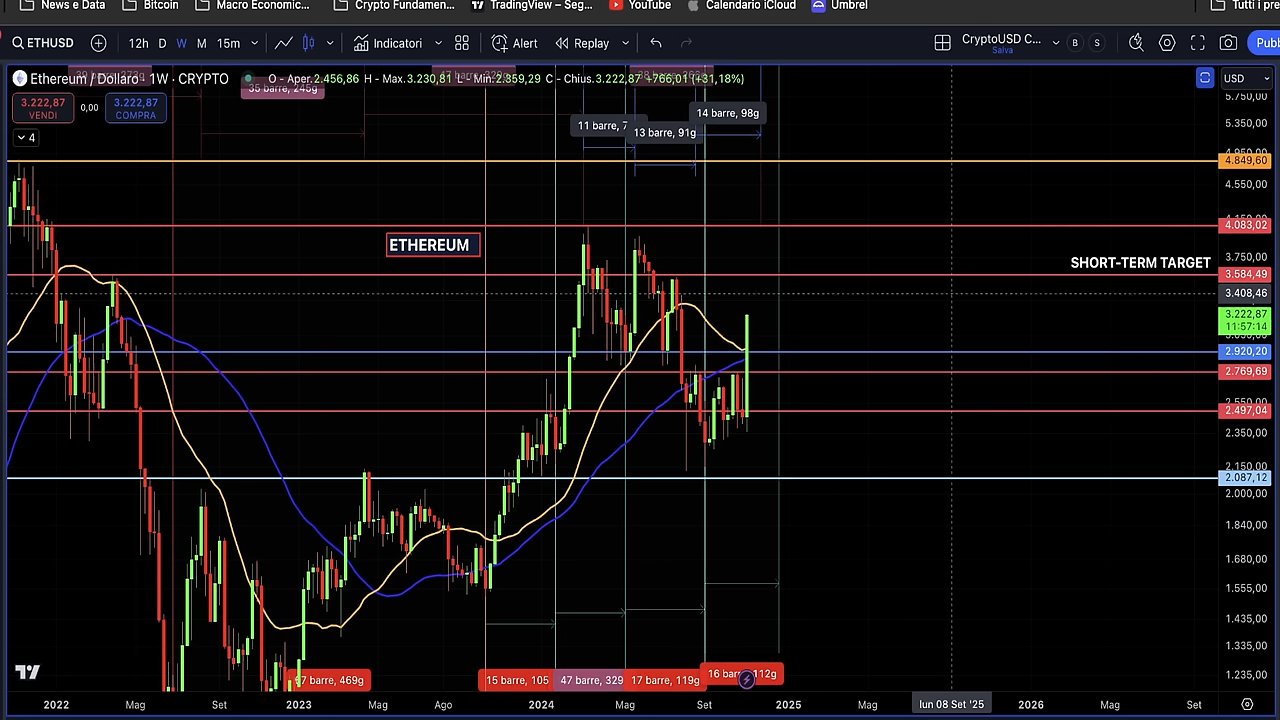 News e Data
Bitcoin
Macro Economic...
Crypto Fundamen...
TradingView – Seg...
YouTube
Calendario iCloud
Umbrel
Tutti i pre
ETHUSD
12h D W M 15m
Indicatori
Alert
Replay
CryptoUSD C...
Salva
B
S
Pubb
Ethereum / Dollaro · 1W · CRYPTO
O - Aper.2.456,86 H - Max.3.230,81 C - Chius.3.222,87 +766,01 (+31,18%)
USD
3.222,87
VENDI
0,00
3.222,87
COMPRA
4
35 barre, 245g
11 barre, 7
13 barre, 91g
14 barre, 98g
ETHEREUM
SHORT-TERM TARGET
5.750,00
5.350,00
4.849,60
4.550,00
4.083,02
3.750,00
3.584,49
3.408,46
3.222,87
11:57:14
2.920,20
2.769,69
2.550,00
2.497,04
2.350,00
2.150,00
2.087,12
2.000,00
1.840,00
1.680,00
1.555,00
1.435,00
1.335,00
1.235,00
67 barre, 469g
15 barre, 105
47 barre, 329
17 barre, 119g
16 barre, 112g
2022
Mag
Set
2023
Mag
Ago
2024
Mag
Set
2025
Mag
lun 08 Set '25
2026
Mag
Set